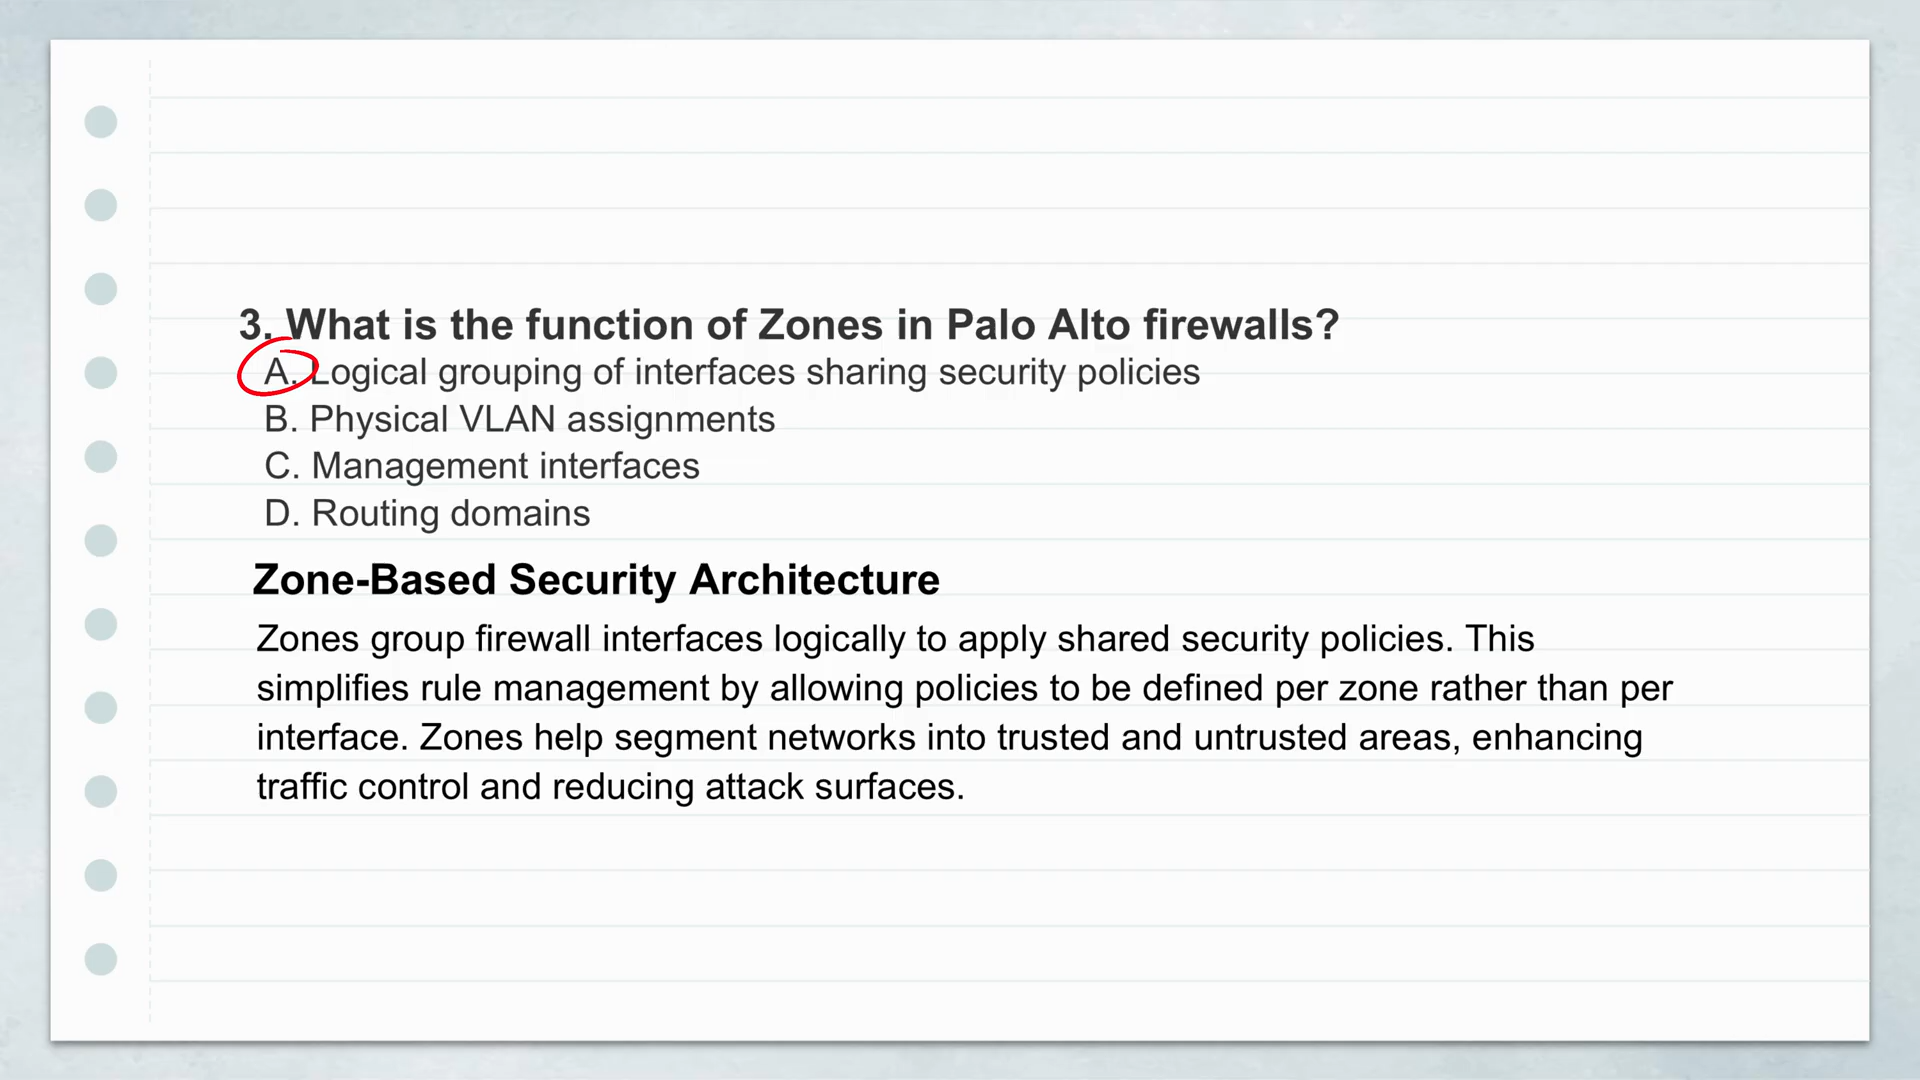 3. What is the function of Zones in Palo Alto firewalls?
A. Logical grouping of interfaces sharing security policies
B. Physical VLAN assignments
C. Management interfaces
D. Routing domains
Zone-Based Security Architecture
Zones group firewall interfaces logically to apply shared security policies. This
simplifies rule management by allowing policies to be defined per zone rather than per
interface. Zones help segment networks into trusted and untrusted areas, enhancing
traffic control and reducing attack surfaces.